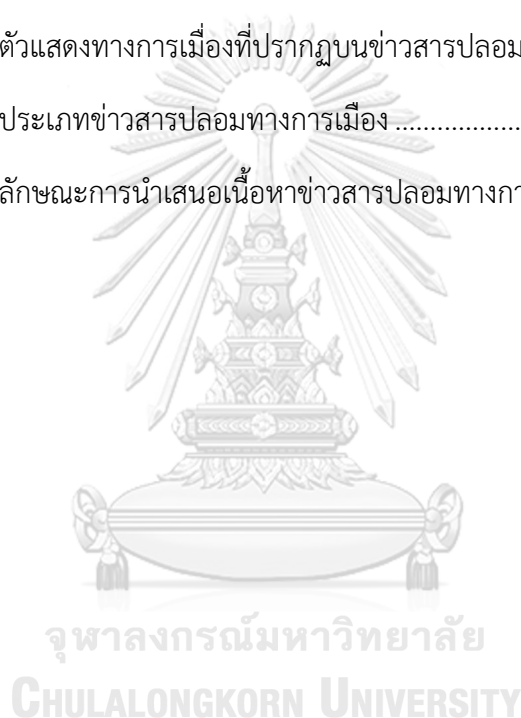 ตัวแสดงทางการเมื่องที่ปรากฏบนข่าวสารปลอม
ประเภทข่าวสารปลอมทางการเมือง ..................
ลักษณะการนำเสนอเนื้อหาข่าวสารปลอมทางกา
จุฬาลงกรณ์มหาวิทยาลัย
CHULALONGKORN UNIVERSITY